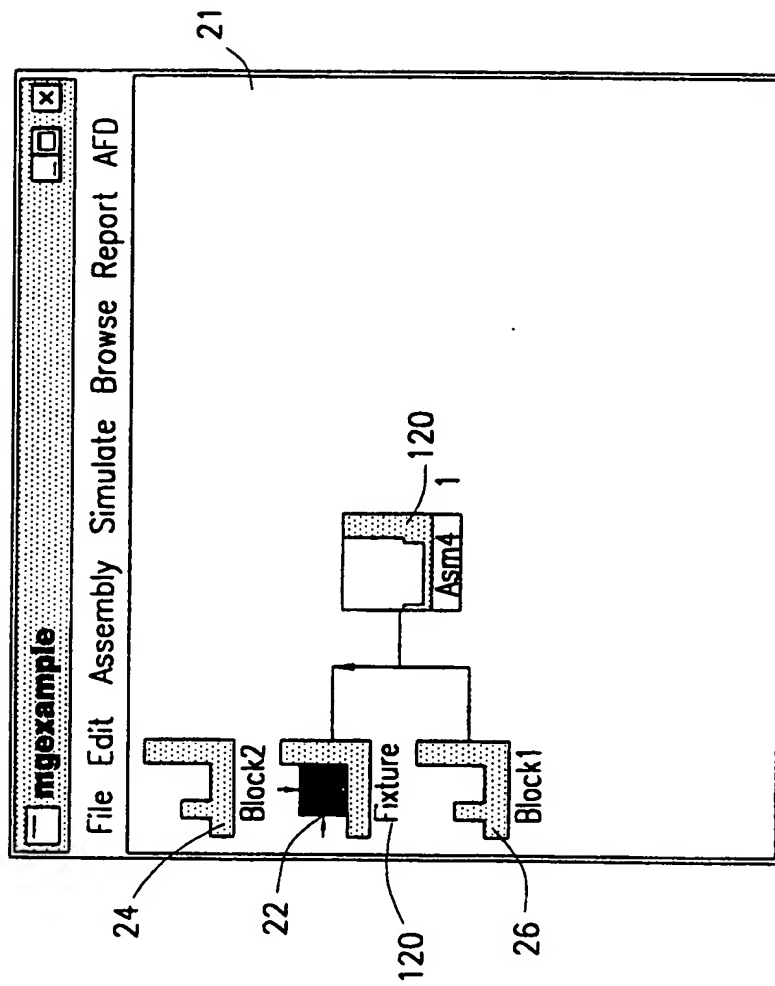 mgexample
File Edit Assembly Simulate Browse Report AFD
21
24
Block2
22
Fixture
120
26
Block1
120
1
Asm4